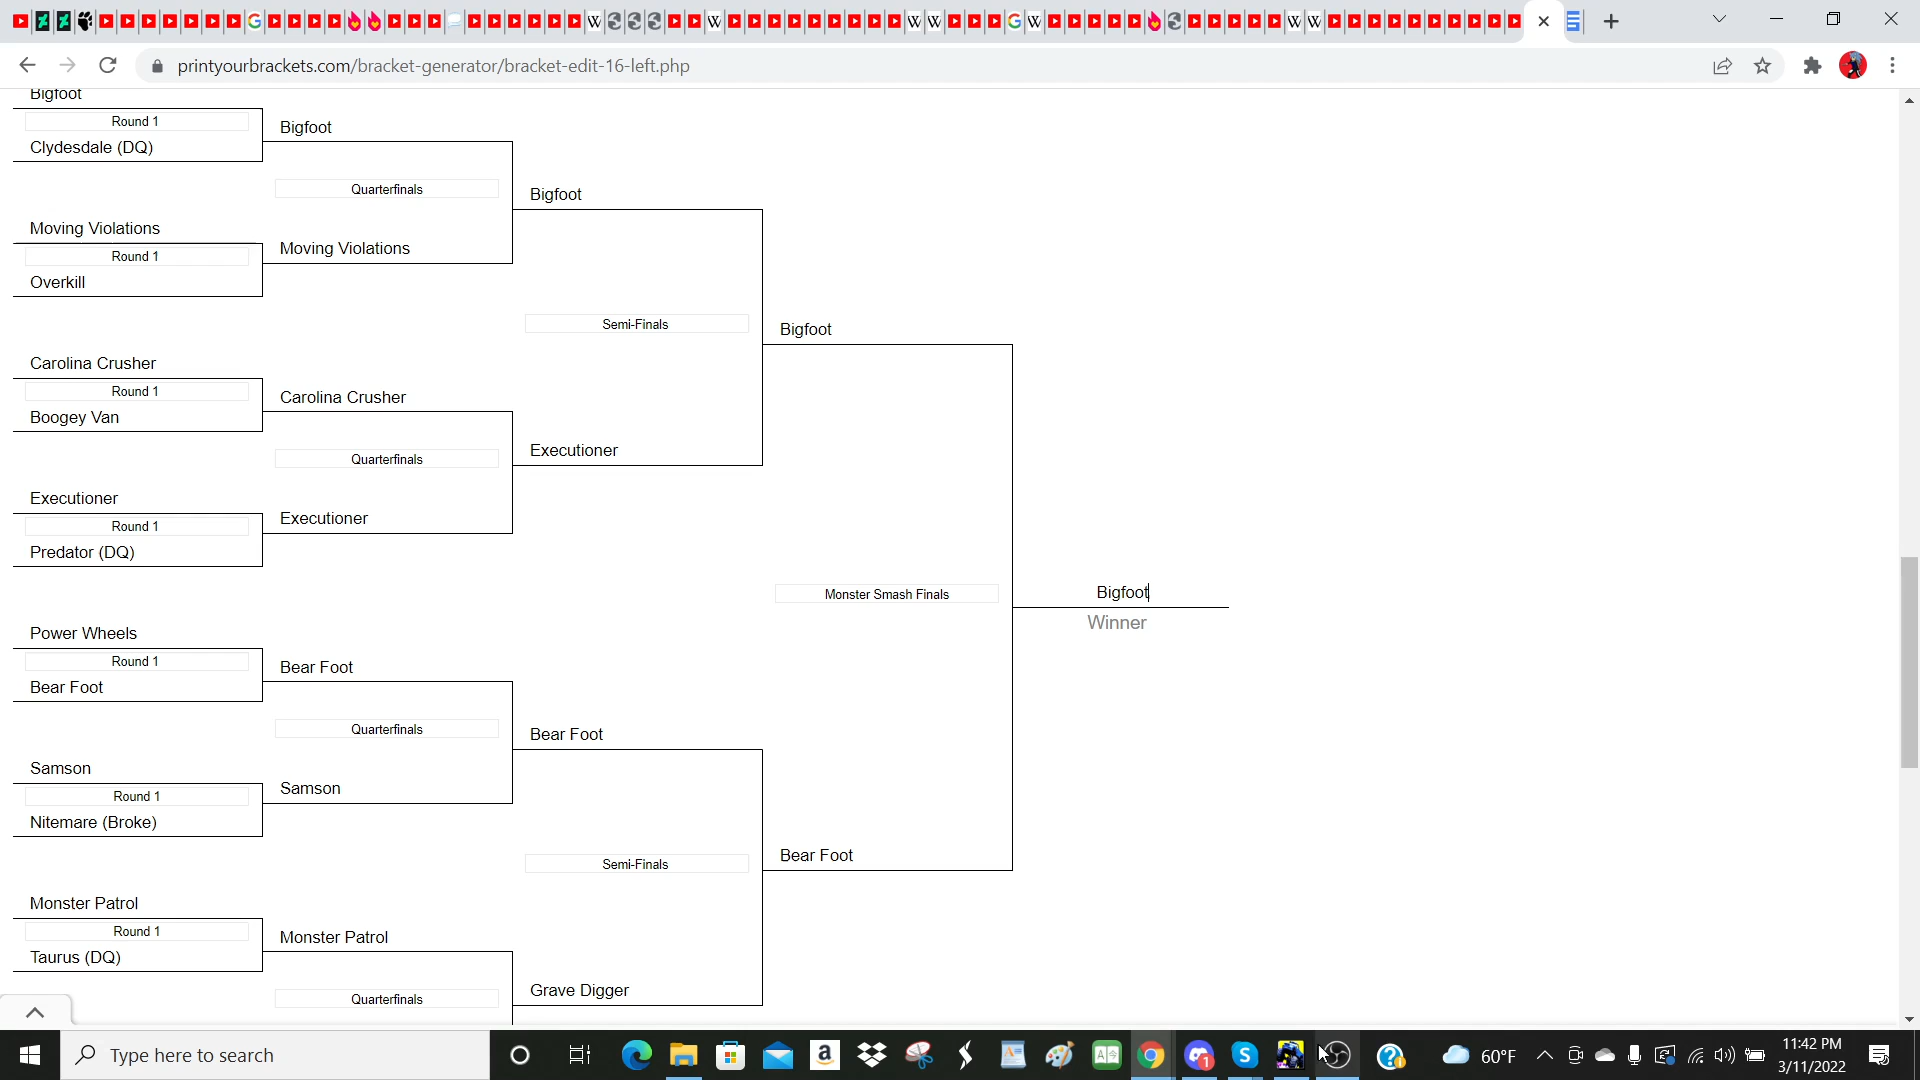 printyourbrackets.com/bracket-generator/bracket-edit-16-left.php
Bigfoot
Round 1
Bigfoot
Clydesdale (DQ)
Quarterfinals
Bigfoot
Moving Violations
Moving Violations
Round 1
Overkill
Semi-Finals
Bigfoot
Carolina Crusher
Round 1
Carolina Crusher
Boogey Van
Executioner
Quarterfinals
Executioner
Executioner
Round 1
Predator (DQ)
Monster Smash Finals
Bigfoot
Winner
Power Wheels
Round 1
Bear Foot
Bear Foot
Quarterfinals
Bear Foot
Samson
Samson
Round 1
Nitemare (Broke)
Semi-Finals
Bear Foot
Monster Patrol
Round 1
Monster Patrol
Taurus (DQ)
Grave Digger
Quarterfinals
Type here to search
60°F
11:42 PM
3/11/2022